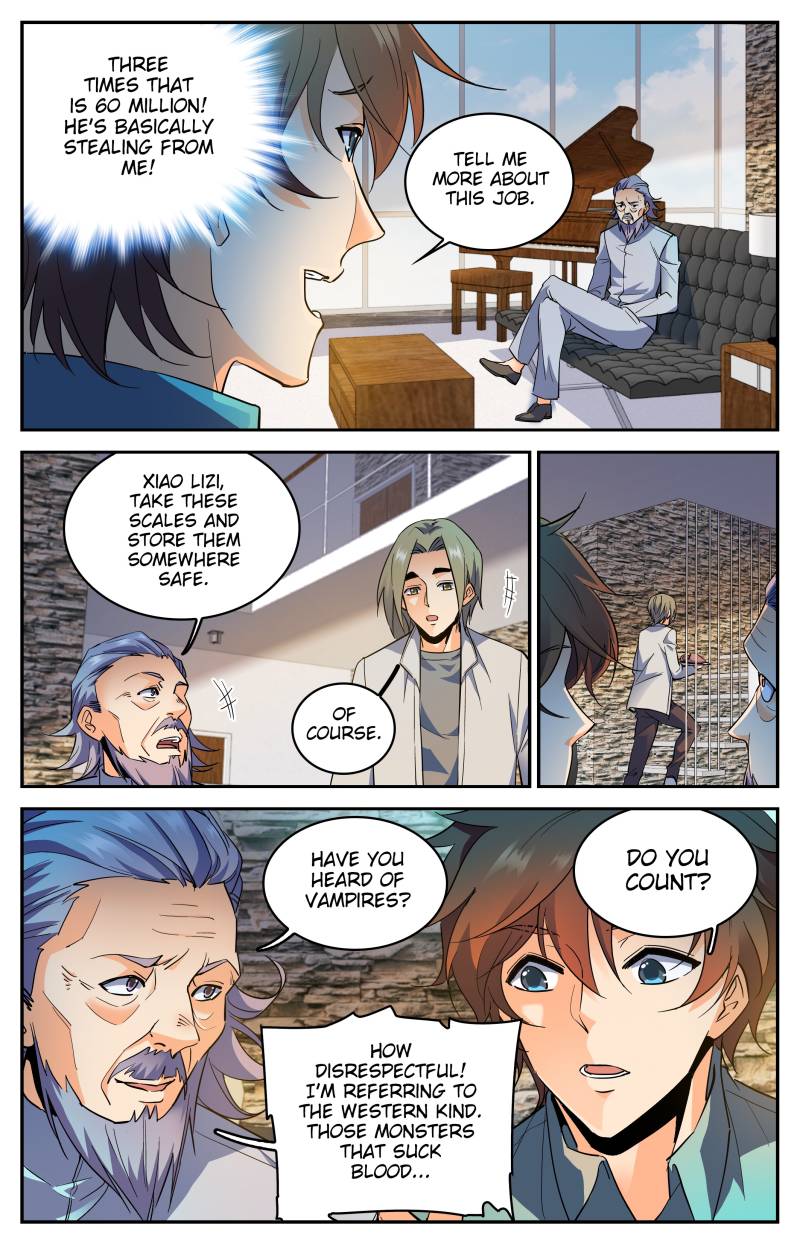 THREE
TIMES THAT
IS 60 MILLION!
HE'S BASICALLY
STEALING FROM
ME!
TELL ME
MORE ABOUT
THIS JOB.
XIAO LIZI,
TAKE THESE
SCALES AND
STORE THEM
SOMEWHERE
SAFE.
OF
COURSE.
HAVE YOU
HEARD OF
VAMPIRES?
DO YOU
COUNT?
HOW
DISRESPECTFUL!
I'M REFERRING TO
THE WESTERN KIND.
THOSE MONSTERS
THAT SUCK
BLOOD...